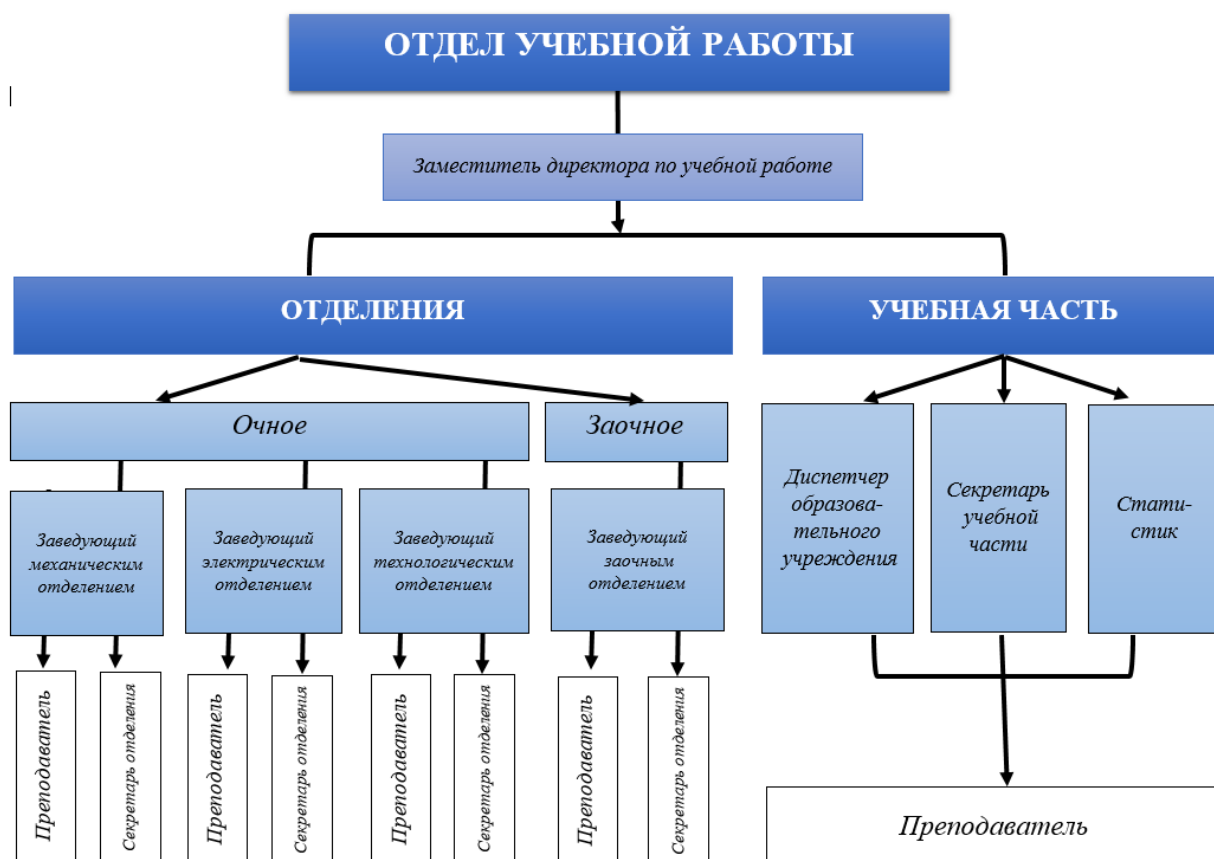 ОТДЕЛ УЧЕБНОЙ РАБОТЫ
Заместитель директора по учебной работе
ОТДЕЛЕНИЯ
УЧЕБНАЯ ЧАСТЬ
Очное
Заочное
Заведующий
механическим
отделением
Заведующий
электрическим
отделением
Заведующий
технологическим
отделением
Заведующий
заочным
отделением
Диспетчер
образова-
тельного
учреждения
Секретарь
учебной
части
Стати-
стик
Преподаватель
Секретарь отделения
Преподаватель
Секретарь отделения
Преподаватель
Секретарь отделения
Преподаватель
Секретарь отделения
Преподаватель